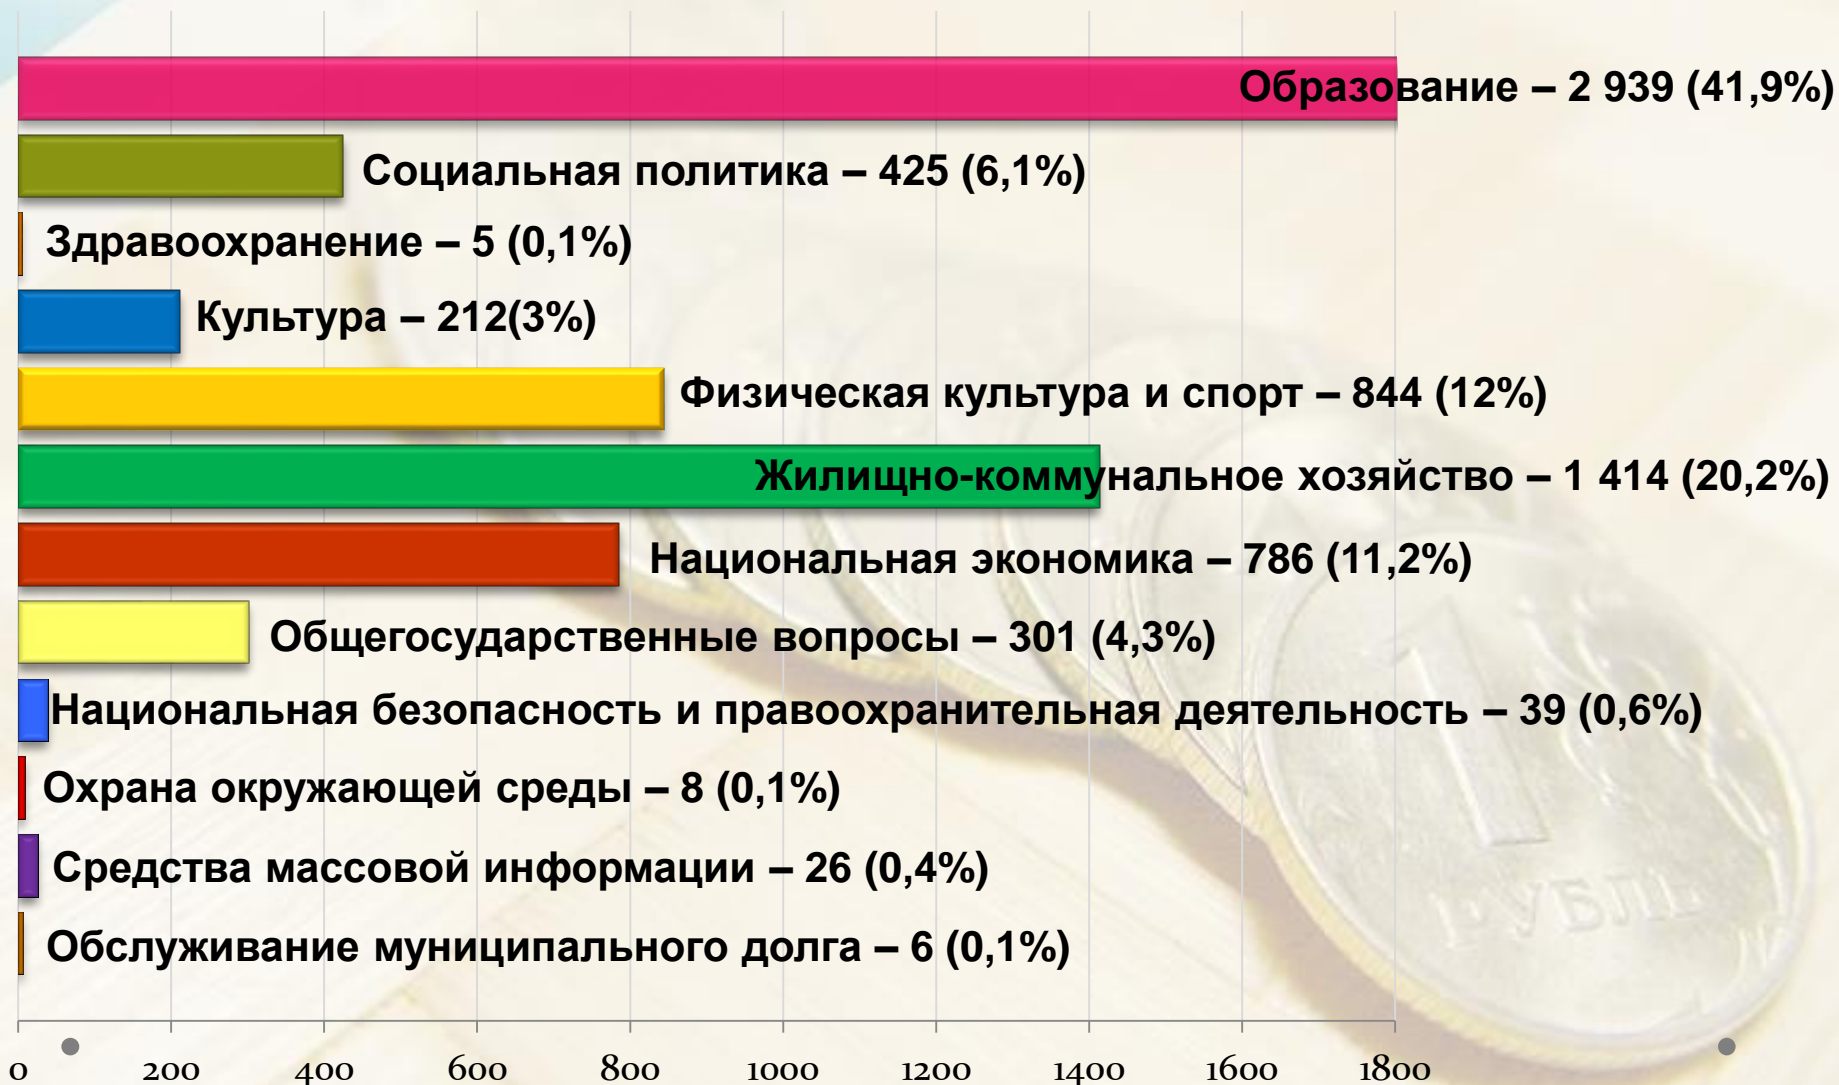 Образование – 2 939 (41,9%)
Социальная политика – 425 (6,1%)
Здравоохранение – 5 (0,1%)
Культура – 212(3%)
Физическая культура и спорт – 844 (12%)
Жилищно-коммунальное хозяйство – 1 414 (20,2%)
Национальная экономика – 786 (11,2%)
Общегосударственные вопросы – 301 (4,3%)
Национальная безопасность и правоохранительная деятельность – 39 (0,6%)
Охрана окружающей среды – 8 (0,1%)
Средства массовой информации – 26 (0,4%)
Обслуживание муниципального долга – 6 (0,1%)
0 200 400 600 800 1000 1200 1400 1600 1800
1
РУБЛЬ